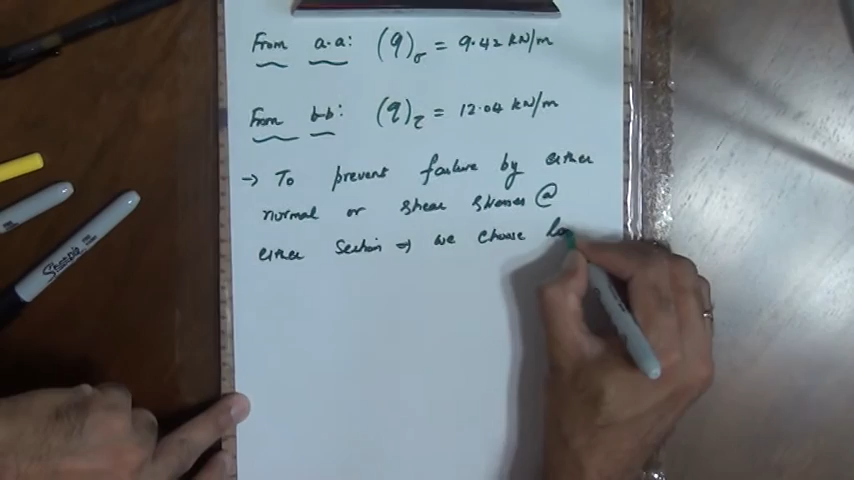 From a-a: (q)σ = 9.42 kN/m
From b-b: (q)τ = 12.04 kN/m
→ To prevent failure by either
normal or shear stresses @
either section ⇒ we choose
Sharpie